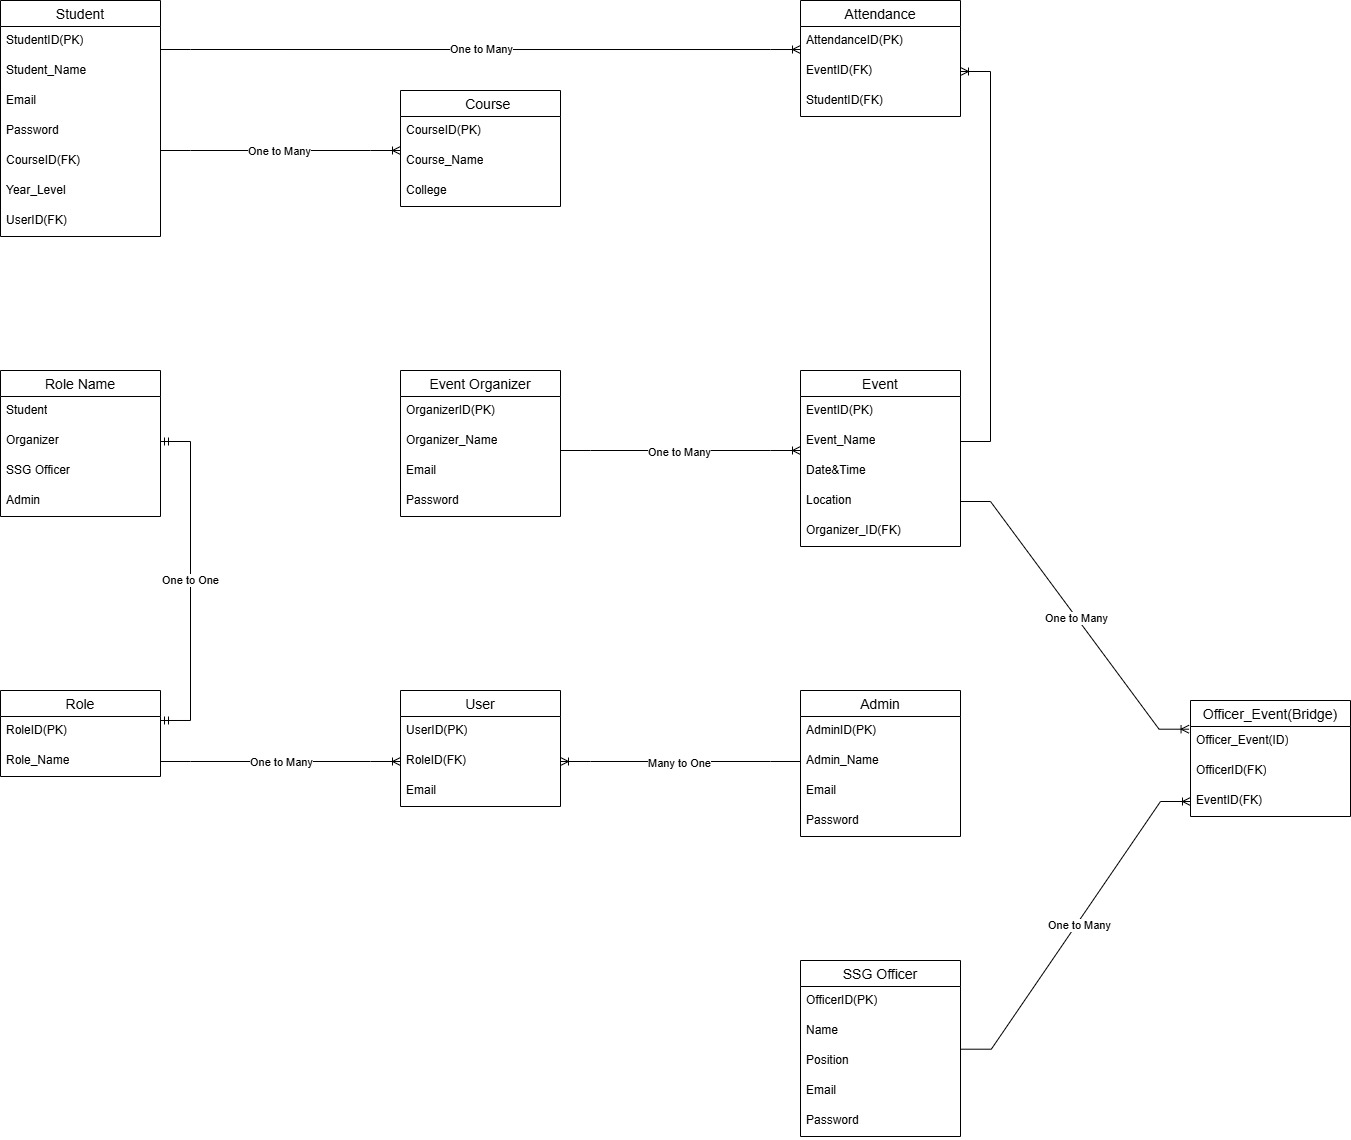 Student
StudentID(PK)
Student_Name
Email
Password
CourseID(FK)
Year_Level
UserID(FK)
One to Many
One to Many
Course
CourseID(PK)
Course_Name
College
Attendance
AttendanceID(PK)
EventID(FK)
StudentID(FK)
Role Name
Student
Organizer
SSG Officer
Admin
One to One
Event Organizer
OrganizerID(PK)
Organizer_Name
Email
Password
One to Many
Event
EventID(PK)
Event_Name
Date&Time
Location
Organizer_ID(FK)
One to Many
Role
RoleID(PK)
Role_Name
One to Many
User
UserID(PK)
RoleID(FK)
Email
Many to One
Admin
AdminID(PK)
Admin_Name
Email
Password
Officer_Event(Bridge)
Officer_Event(ID)
OfficerID(FK)
EventID(FK)
One to Many
SSG Officer
OfficerID(PK)
Name
Position
Email
Password